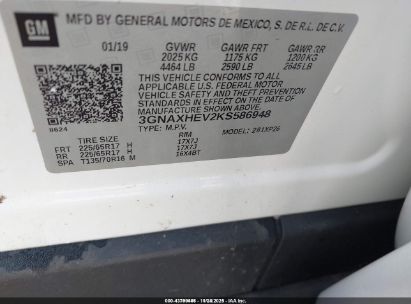 GM
MFD BY GENERAL MOTORS DE MEXICO, S. DE R.L. DE C.V.
01/19 GVWR GAWR FRT GAWR RR
2025 KG 1175 KG 1200 KG
4464 LB 2590 LB 2645 LB
THIS VEHICLE CONFORMS TO ALL
APPLICABLE U.S. FEDERAL MOTOR
VEHICLE SAFETY AND THEFT PREVENTION
STANDARDS IN EFFECT ON THE DATE OF
MANUFACTURE SHOWN ABOVE.
3GNAXHEV2KS586948
8624
TYPE: M.P.V. MODEL:
RIM
FRT 225/65R17 H 17X7J
RR 225/65R17 H 17X7J
SPA T135/70R16 M 16X4BT